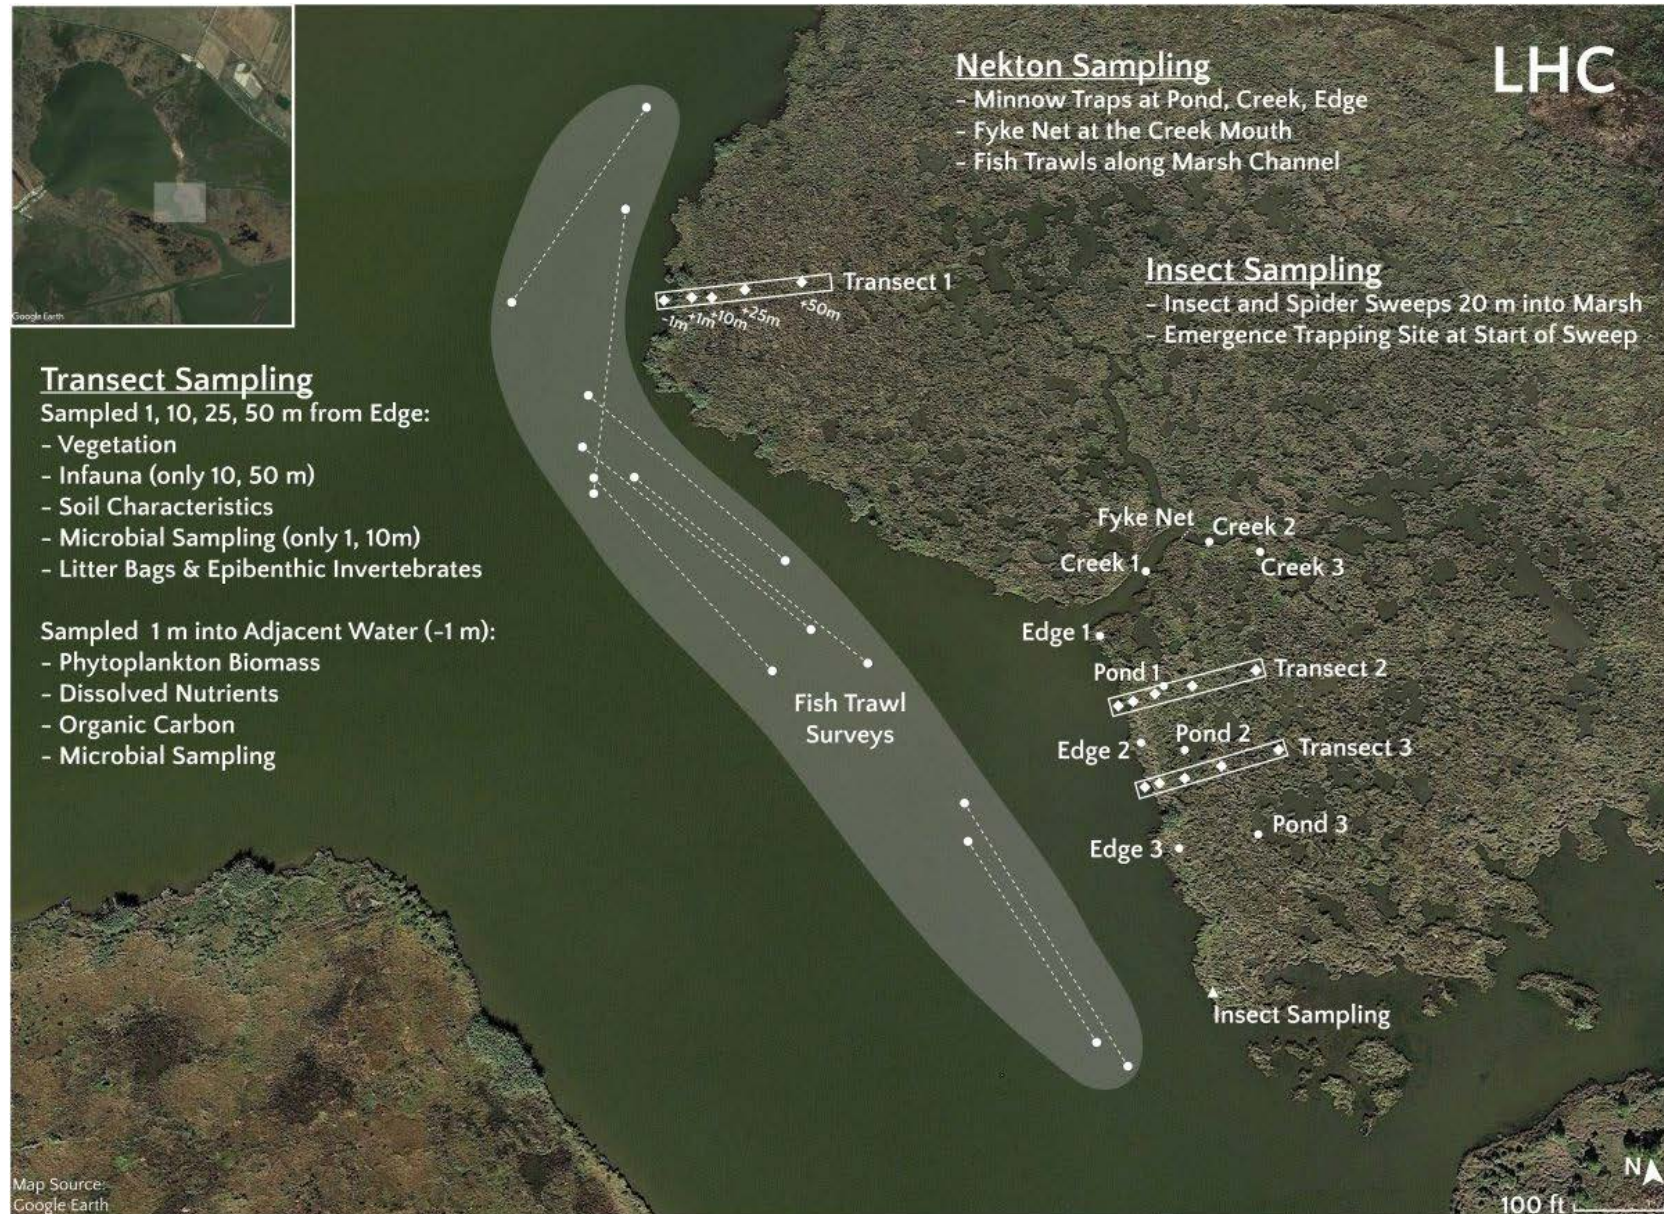 LHC
Nekton Sampling
- Minnow Traps at Pond, Creek, Edge
- Fyke Net at the Creek Mouth
- Fish Trawls along Marsh Channel
Insect Sampling
- Insect and Spider Sweeps 20 m into Marsh
- Emergence Trapping Site at Start of Sweep
Google Earth
Transect 1
-1m
+1m
+10m
+25m
+50m
Transect Sampling
Sampled 1, 10, 25, 50 m from Edge:
- Vegetation
- Infauna (only 10, 50 m)
- Soil Characteristics
- Microbial Sampling (only 1, 10m)
- Litter Bags & Epibenthic Invertebrates
Sampled 1 m into Adjacent Water (-1 m):
- Phytoplankton Biomass
- Dissolved Nutrients
- Organic Carbon
- Microbial Sampling
Fyke Net
Creek 2
Creek 1
Creek 3
Edge 1
Pond 1
Transect 2
Fish Trawl
Surveys
Edge 2
Pond 2
Transect 3
Pond 3
Edge 3
Insect Sampling
Map Source:
Google Earth
N
100 ft